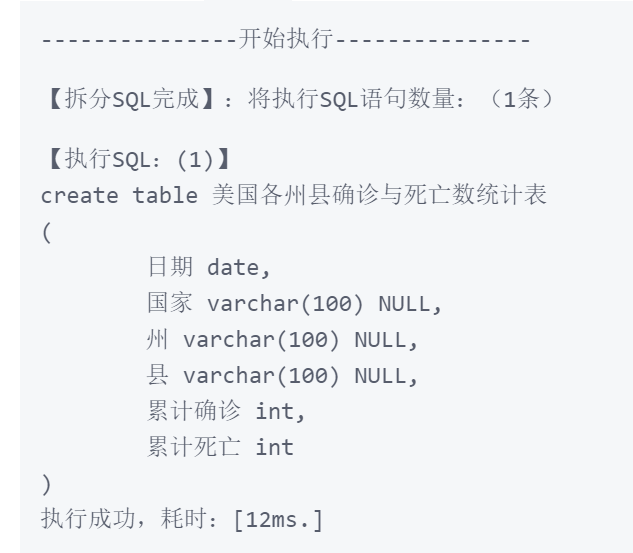 ---------------开始执行---------------
【拆分SQL完成】：将执行SQL语句数量：（1条）
【执行SQL：(1)】
create table 美国各州县确诊与死亡数统计表
(
日期 date,
国家 varchar(100) NULL,
州 varchar(100) NULL,
县 varchar(100) NULL,
累计确诊 int,
累计死亡 int
)
执行成功，耗时：[12ms.]